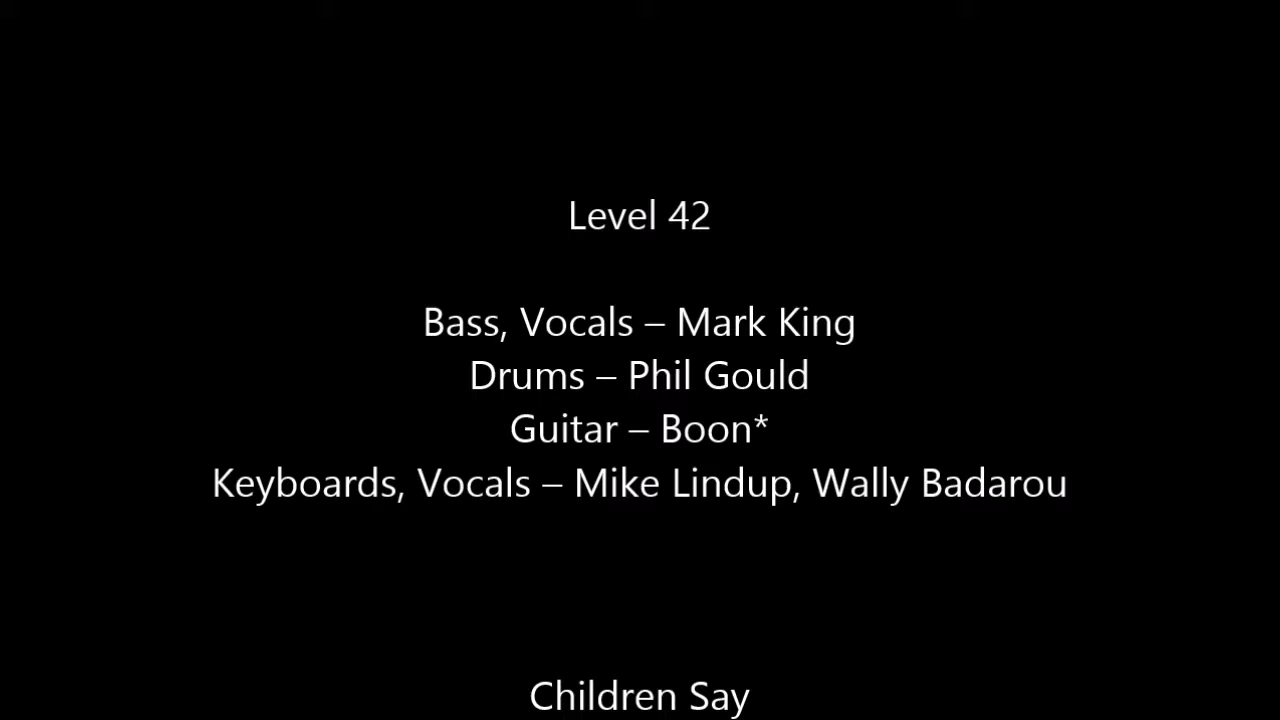 Level 42
Bass, Vocals – Mark King
Drums – Phil Gould
Guitar – Boon*
Keyboards, Vocals – Mike Lindup, Wally Badarou
Children Say